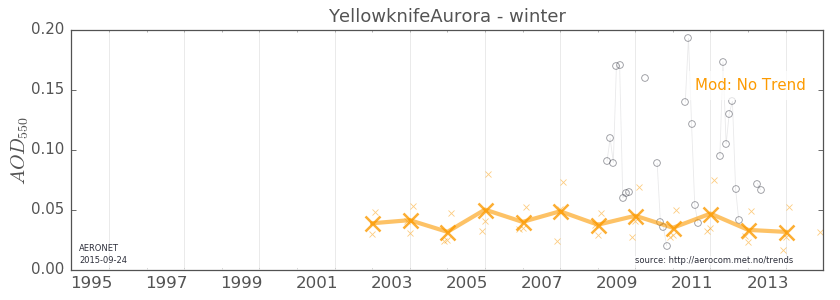 YellowknifeAurora - winter
0.20
0.15
0.10
0.05
0.00
AOD550
Mod: No Trend
AERONET
2015-09-24
source: http://aerocom.met.no/trends
1995 1997 1999 2001 2003 2005 2007 2009 2011 2013